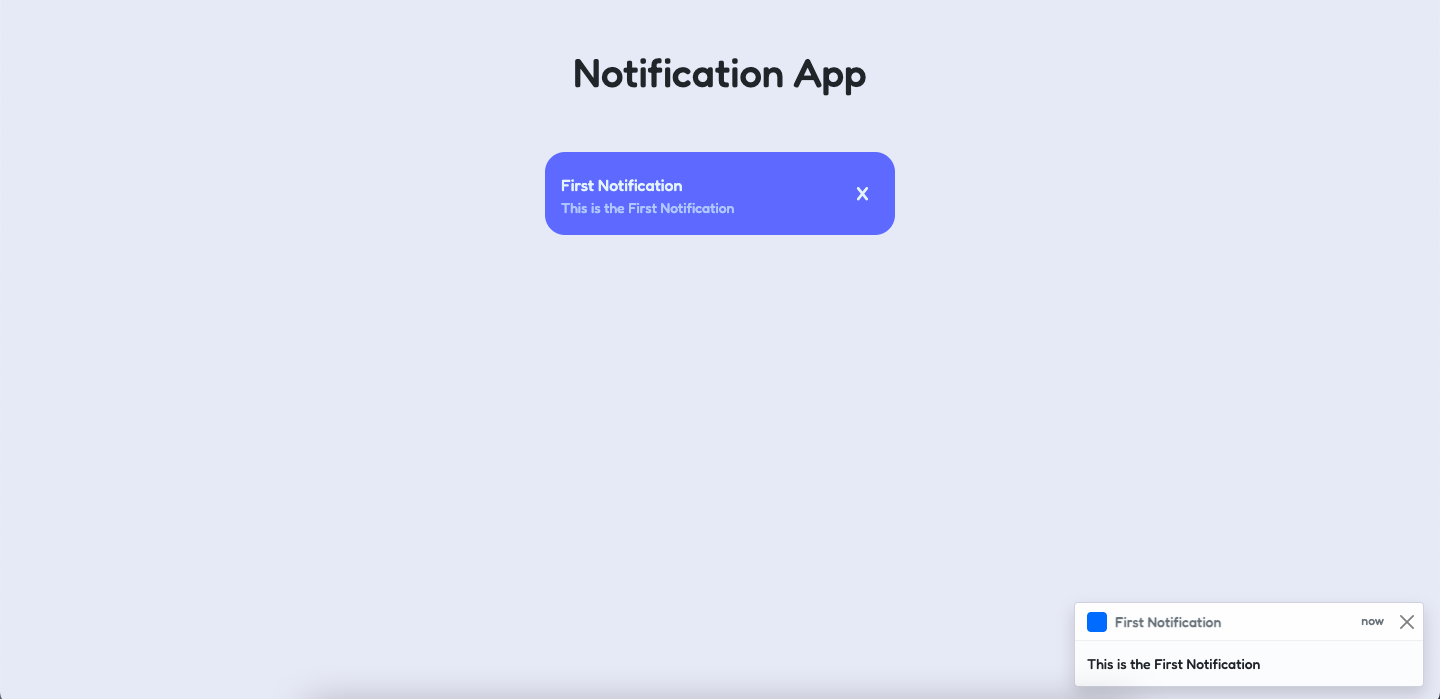 Notification App
First Notification
This is the First Notification
X
First Notification
now
This is the First Notification